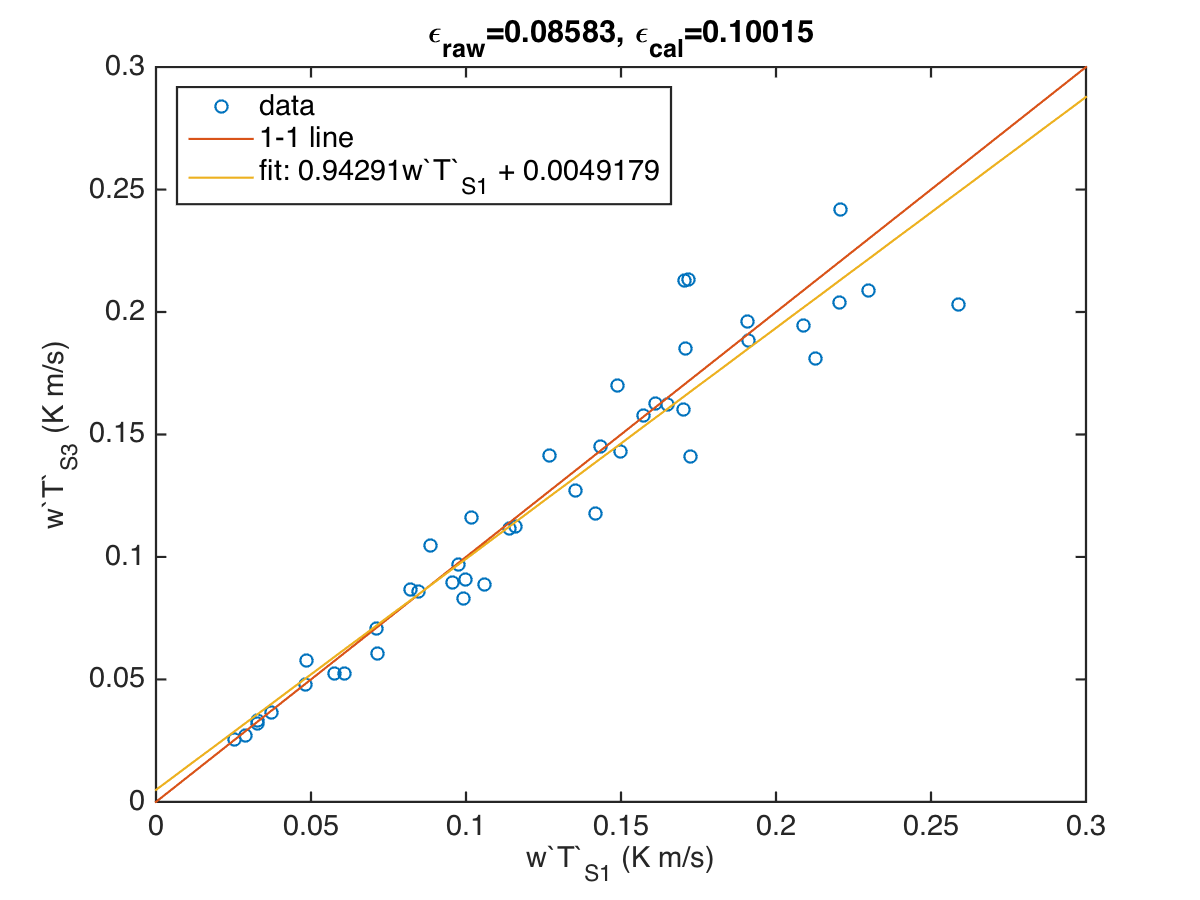 ϵraw=0.08583, ϵcal=0.10015
data
1-1 line
fit: 0.94291w`T`S1 + 0.0049179
0.3
0.25
0.2
0.15
0.1
0.05
0
w`T`S3 (K m/s)
0 0.05 0.1 0.15 0.2 0.25 0.3
w`T`S1 (K m/s)